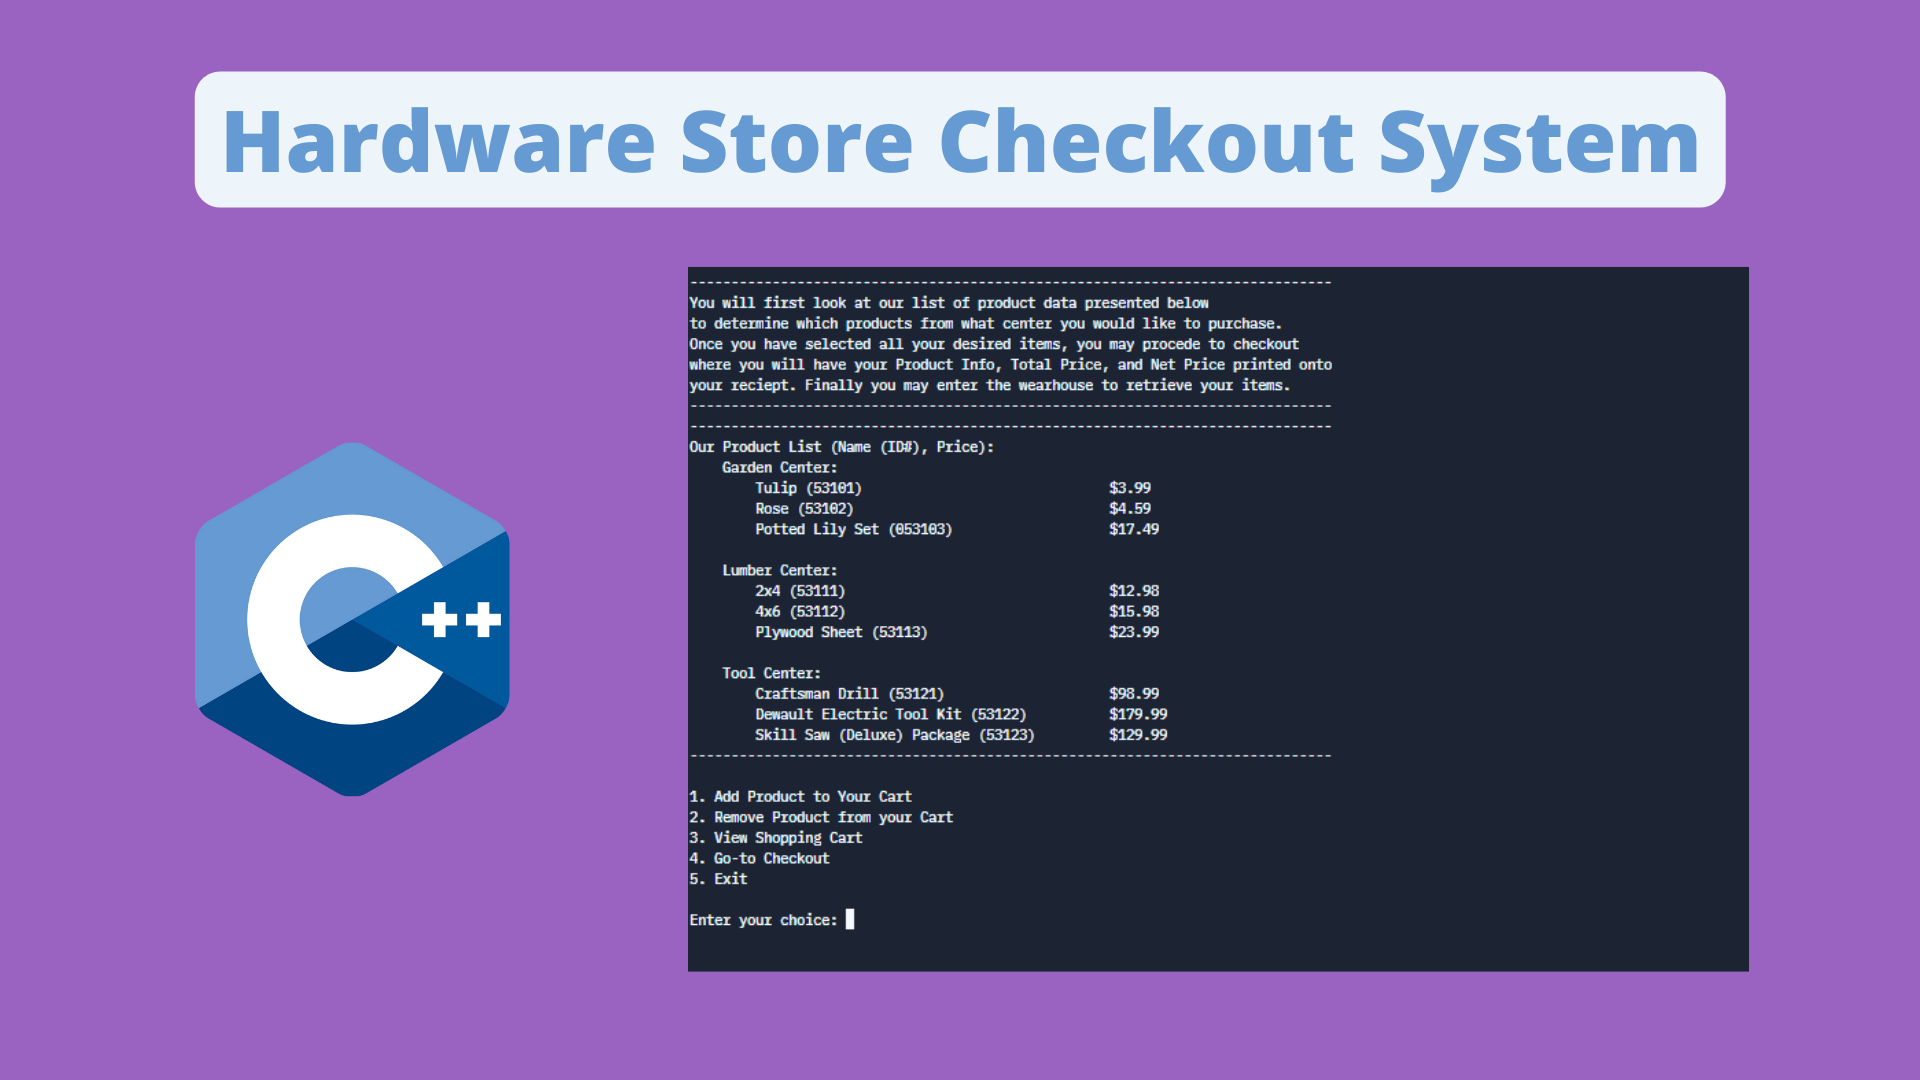 Hardware Store Checkout System
------------------------------------------------------------------------------
You will first look at our list of product data presented below
to determine which products from what center you would like to purchase.
Once you have selected all your desired items, you may procede to checkout
where you will have your Product Info, Total Price, and Net Price printed onto
your reciept. Finally you may enter the wearhouse to retrieve your items.
------------------------------------------------------------------------------
------------------------------------------------------------------------------
Our Product List (Name (ID#), Price):
Garden Center:
Tulip (53101) $3.99
Rose (53102) $4.59
Potted Lily Set (053103) $17.49
Lumber Center:
2x4 (53111) $12.98
4x6 (53112) $15.98
Plywood Sheet (53113) $23.99
Tool Center:
Craftsman Drill (53121) $98.99
Dewault Electric Tool Kit (53122) $179.99
Skill Saw (Deluxe) Package (53123) $129.99
------------------------------------------------------------------------------
1. Add Product to Your Cart
2. Remove Product from your Cart
3. View Shopping Cart
4. Go-to Checkout
5. Exit
Enter your choice:
C++